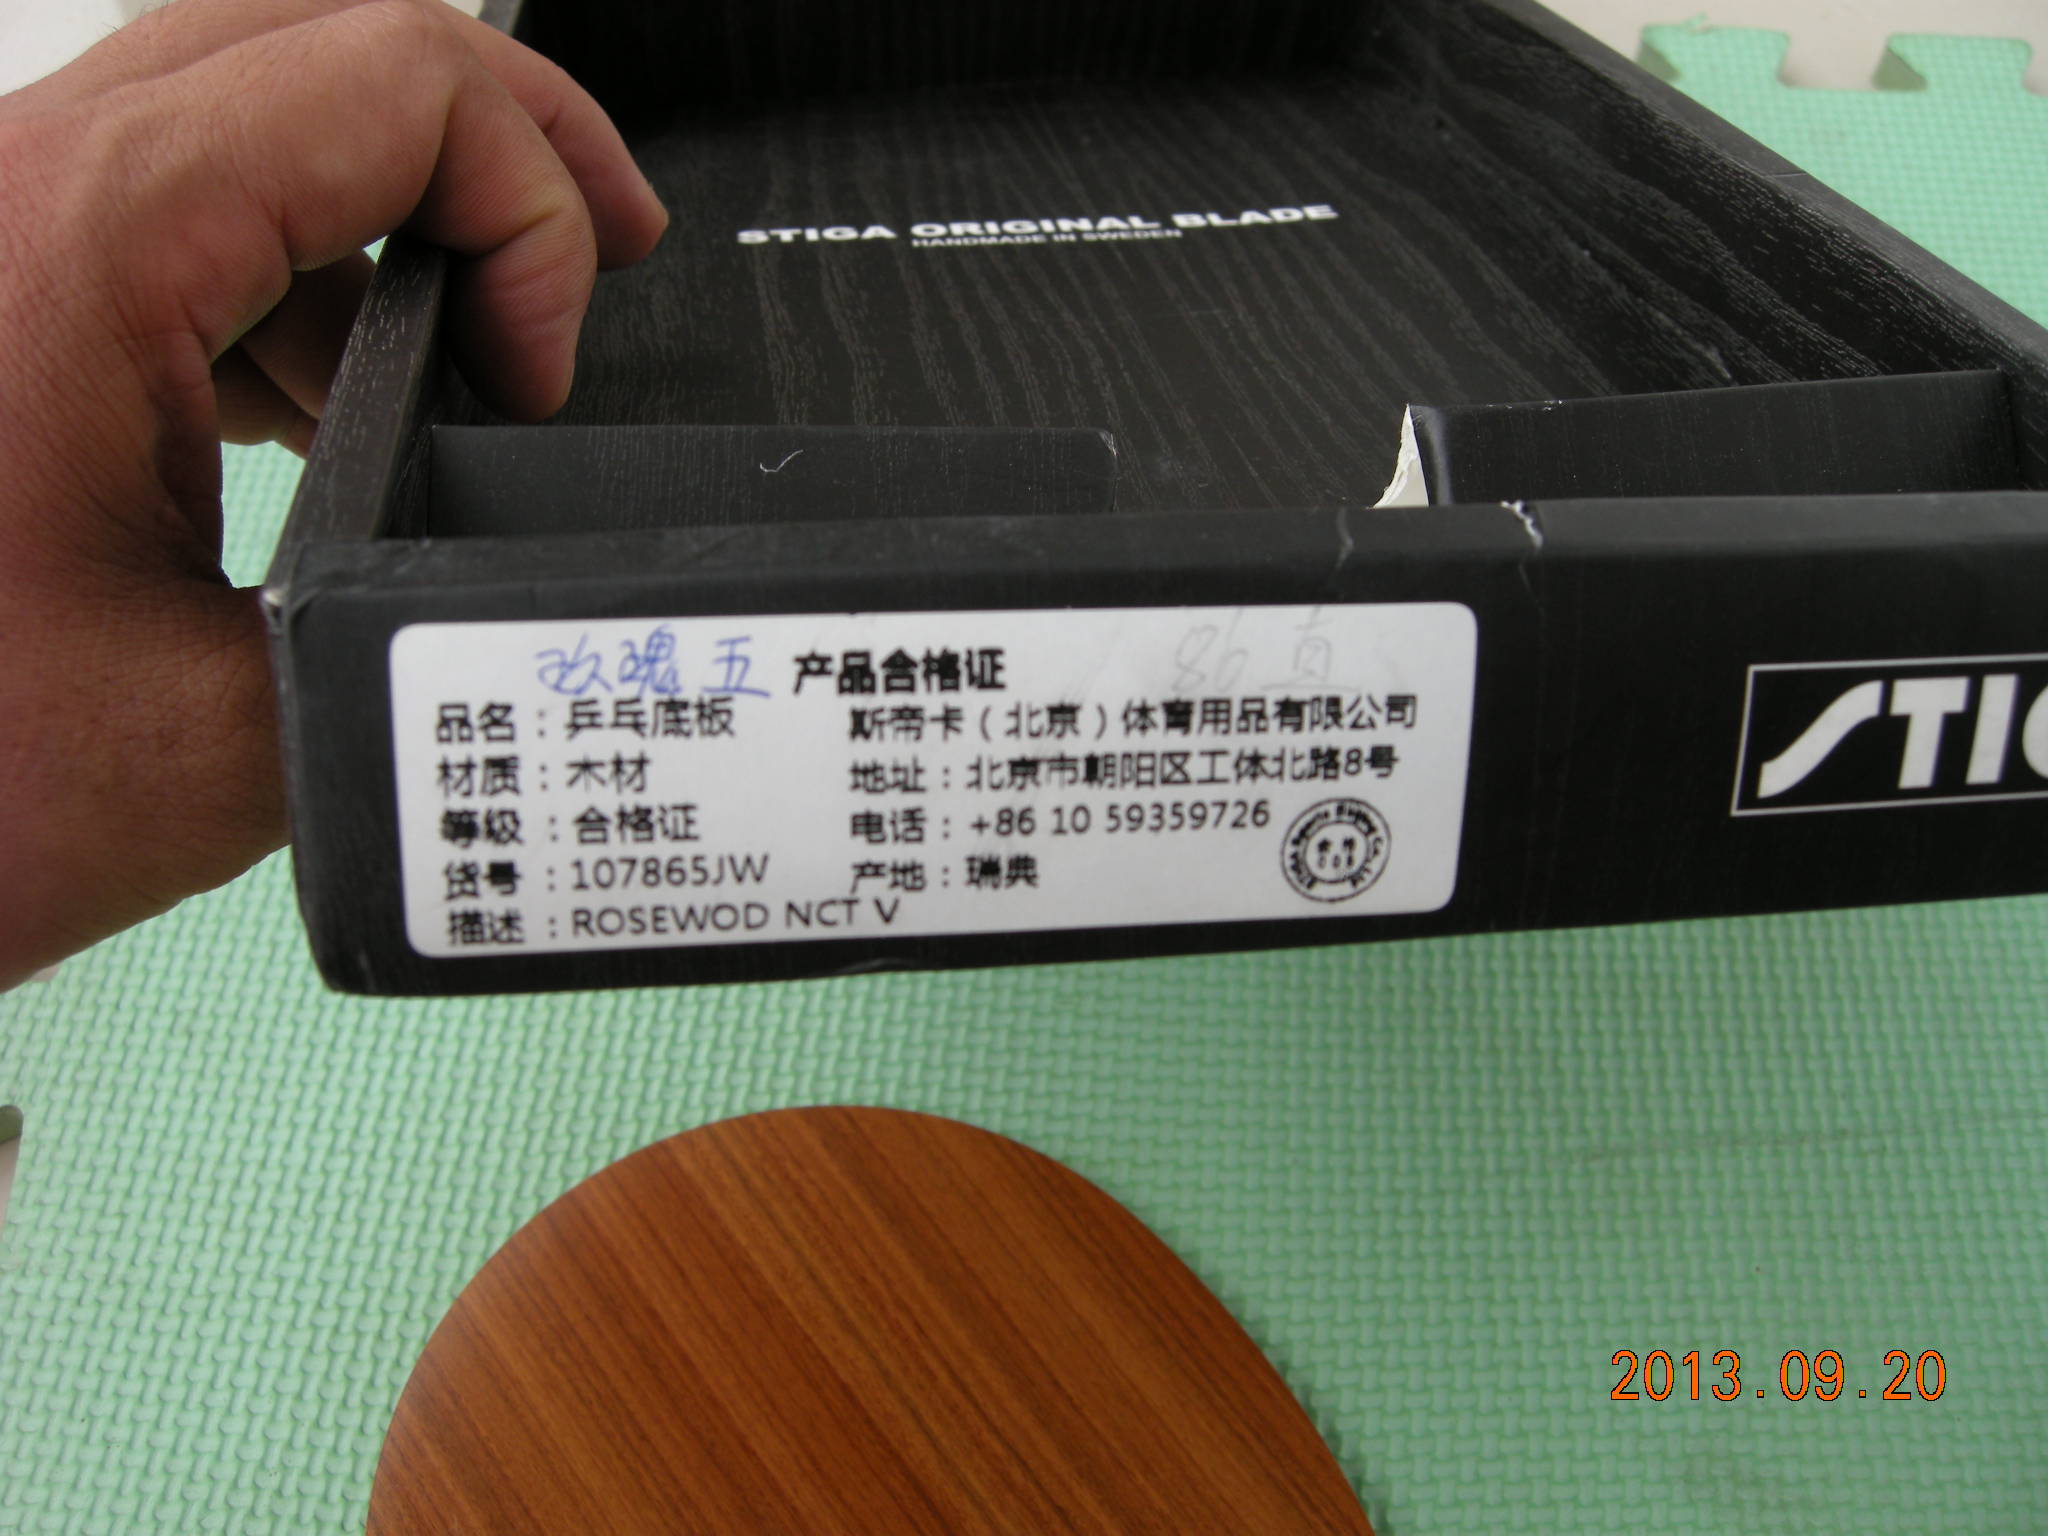 STIGA ORIGINAL BLADE
HANDMADE IN SWEDEN
玫瑰五
产品合格证
86直
品名：乒乓底板
材质：木材
等级：合格证
货号：107865JW
描述：ROSEWOD NCT V
斯帝卡（北京）体育用品有限公司
地址：北京市朝阳区工体北路8号
电话：+86 10 59359726
产地：瑞典
STIG
2013.09.20